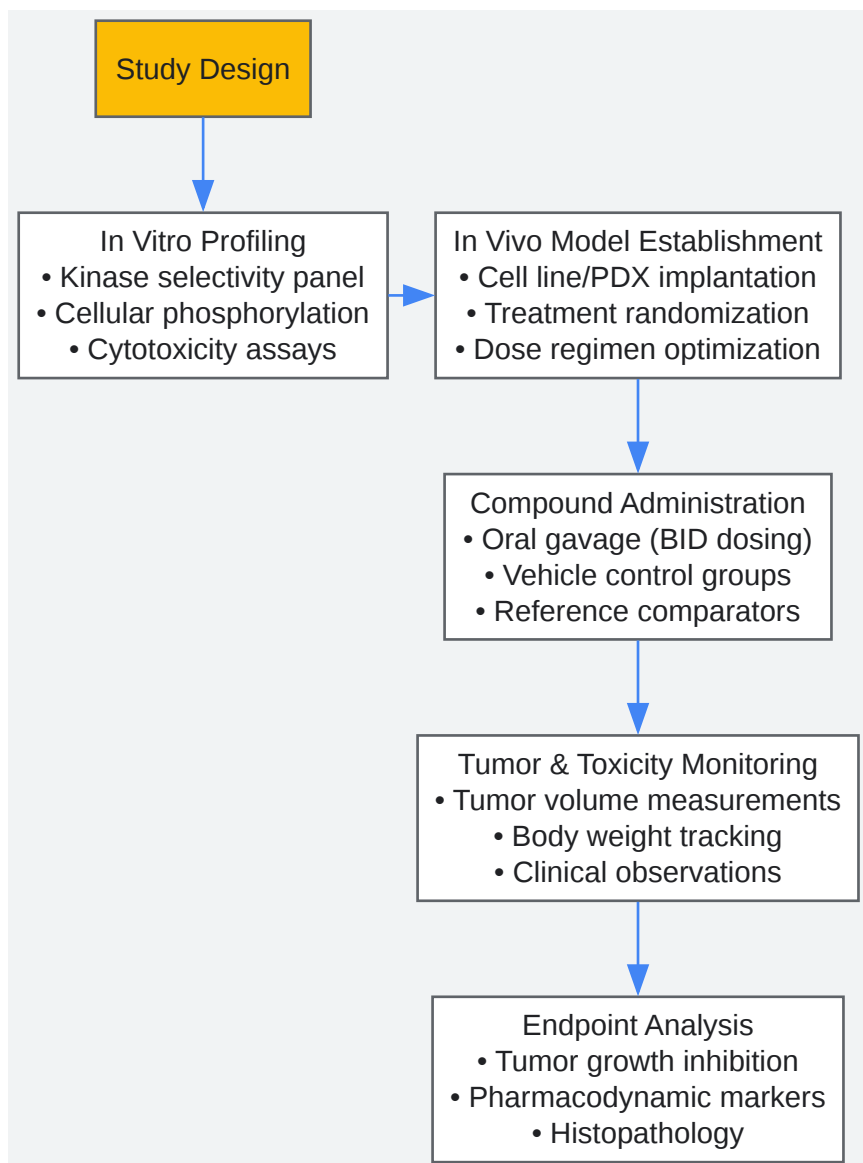 Study Design
In Vitro Profiling
• Kinase selectivity panel
• Cellular phosphorylation
• Cytotoxicity assays
In Vivo Model Establishment
• Cell line/PDX implantation
• Treatment randomization
• Dose regimen optimization
Compound Administration
• Oral gavage (BID dosing)
• Vehicle control groups
• Reference comparators
Tumor & Toxicity Monitoring
• Tumor volume measurements
• Body weight tracking
• Clinical observations
Endpoint Analysis
• Tumor growth inhibition
• Pharmacodynamic markers
• Histopathology